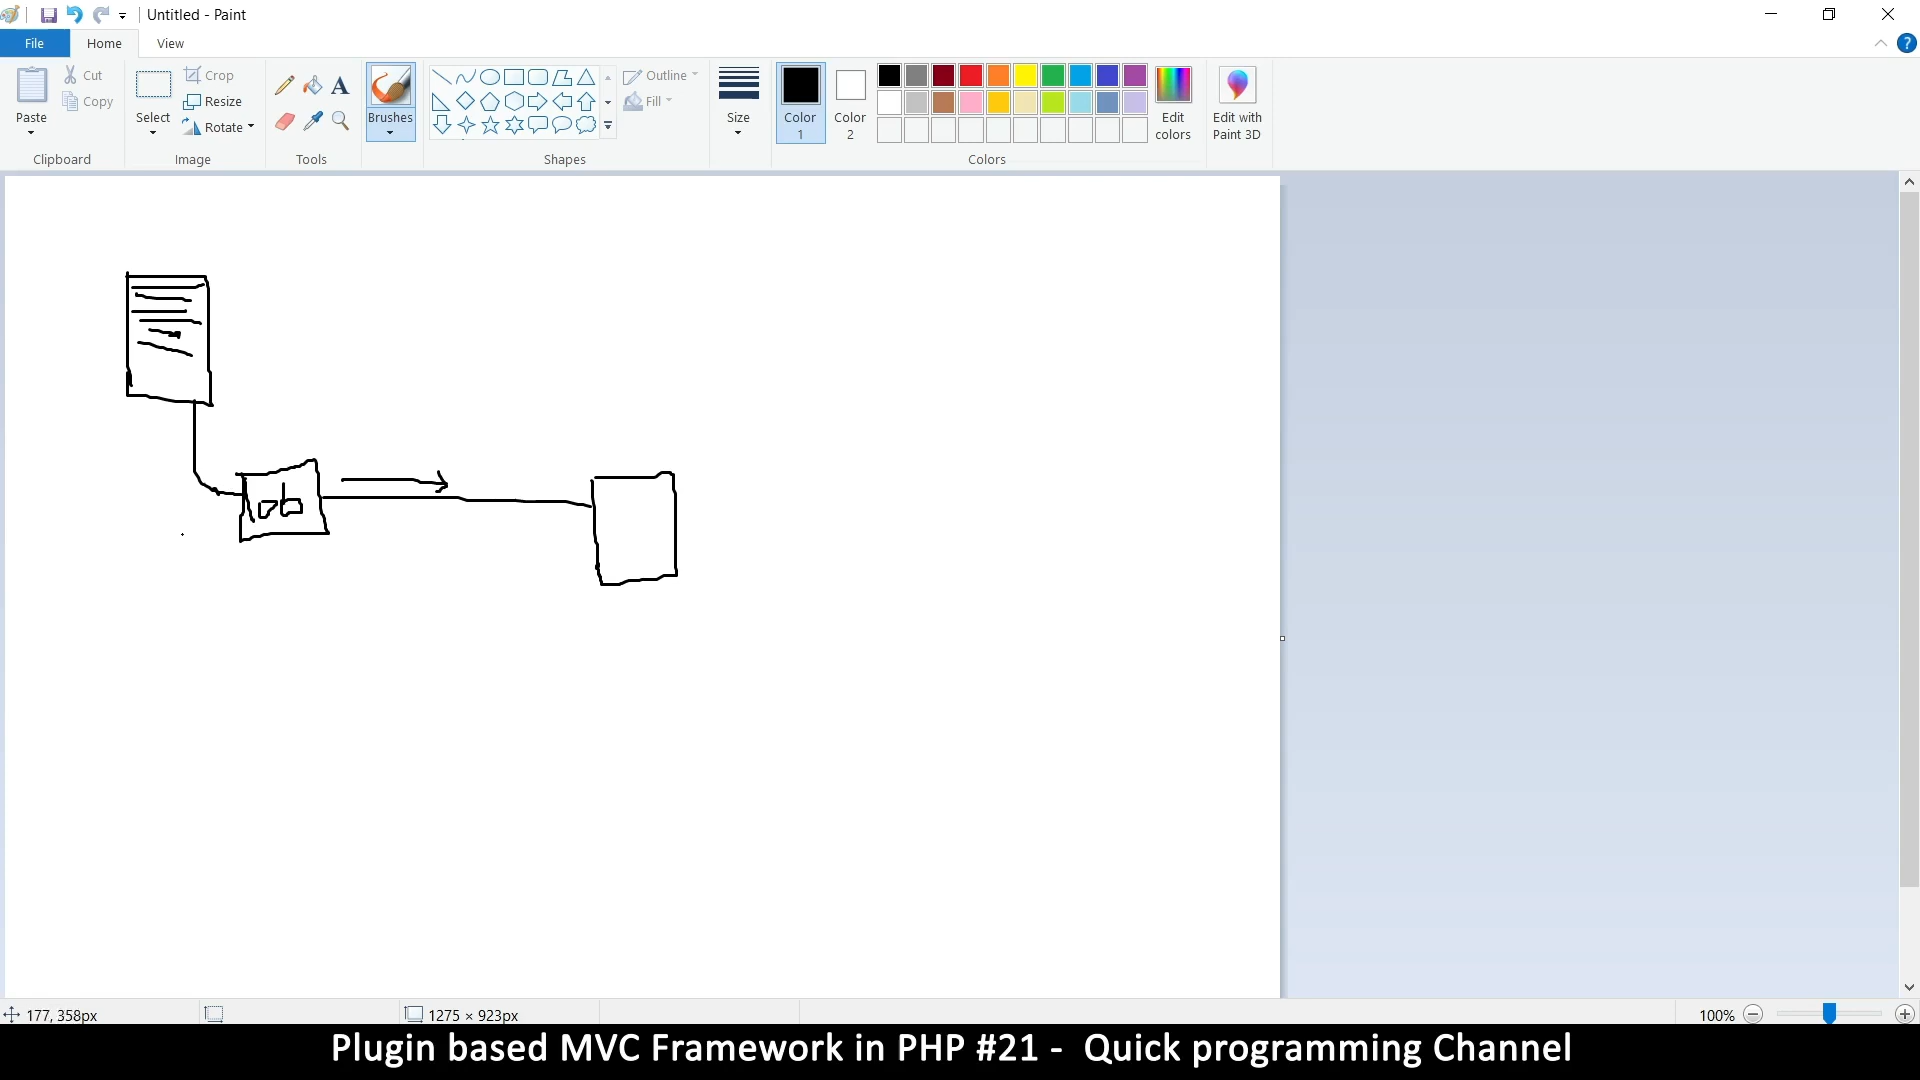 Untitled - Paint
File Home View
Paste
Cut
Copy
Clipboard
Select
Crop
Resize
Rotate
Image
A
Tools
Brushes
Shapes
Outline
Fill
Size
Color 1
Color 2
Edit colors
Colors
Edit with Paint 3D
ob
177, 358px
1275 × 923px
100%
Plugin based MVC Framework in PHP #21 - Quick programming Channel